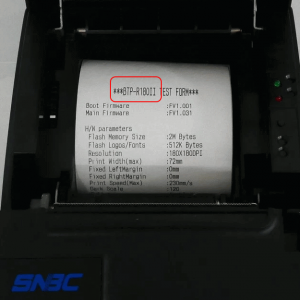 ***BTP-R180II TEST FORM***
Boot Firmware :FV1.001
Main Firmware :FV1.031
H/W parameters
Flash Memory Size :2M Bytes
Flash Logos/Fonts :512K Bytes
Resolution :180X180DPI
Print Width(max) :72mm
Fixed LeftMargin :0mm
Fixed RightMargin :0mm
Print Speed(max) :230mm/s
SNBC